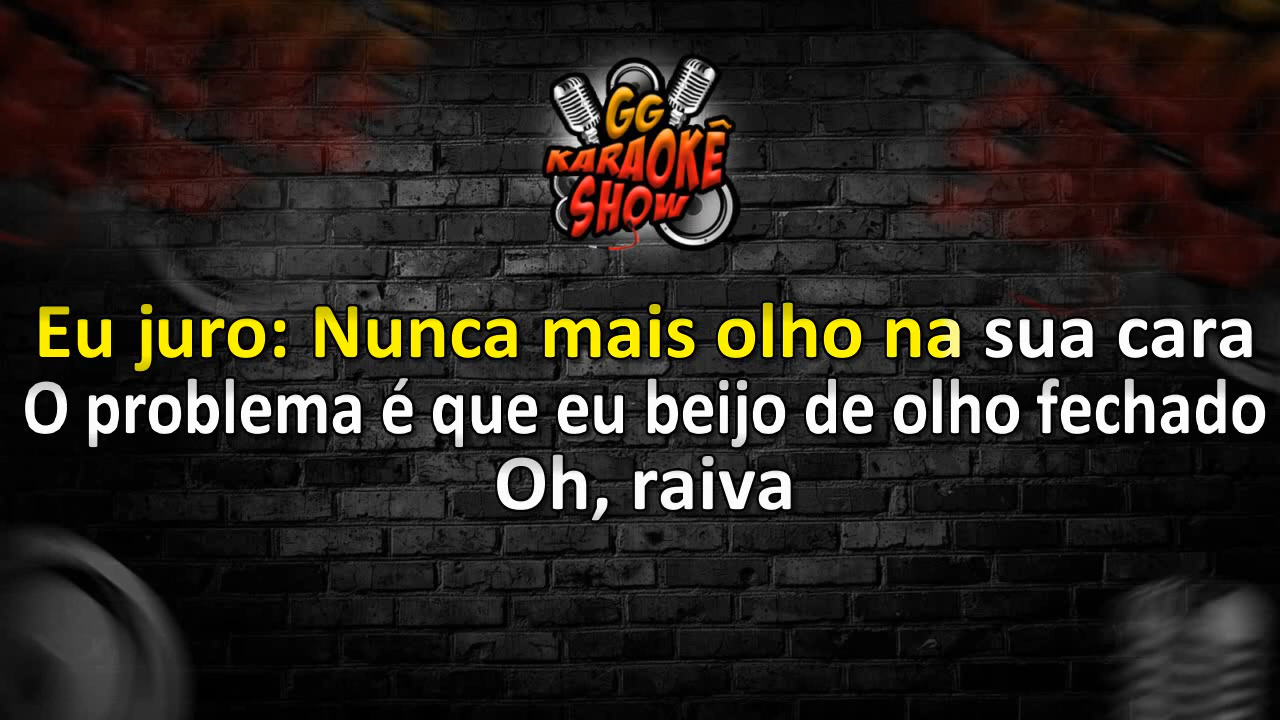 GG
KARAOKÊ
SHOW
Eu juro: Nunca mais olho na sua cara
O problema é que eu beijo de olho fechado
Oh, raiva